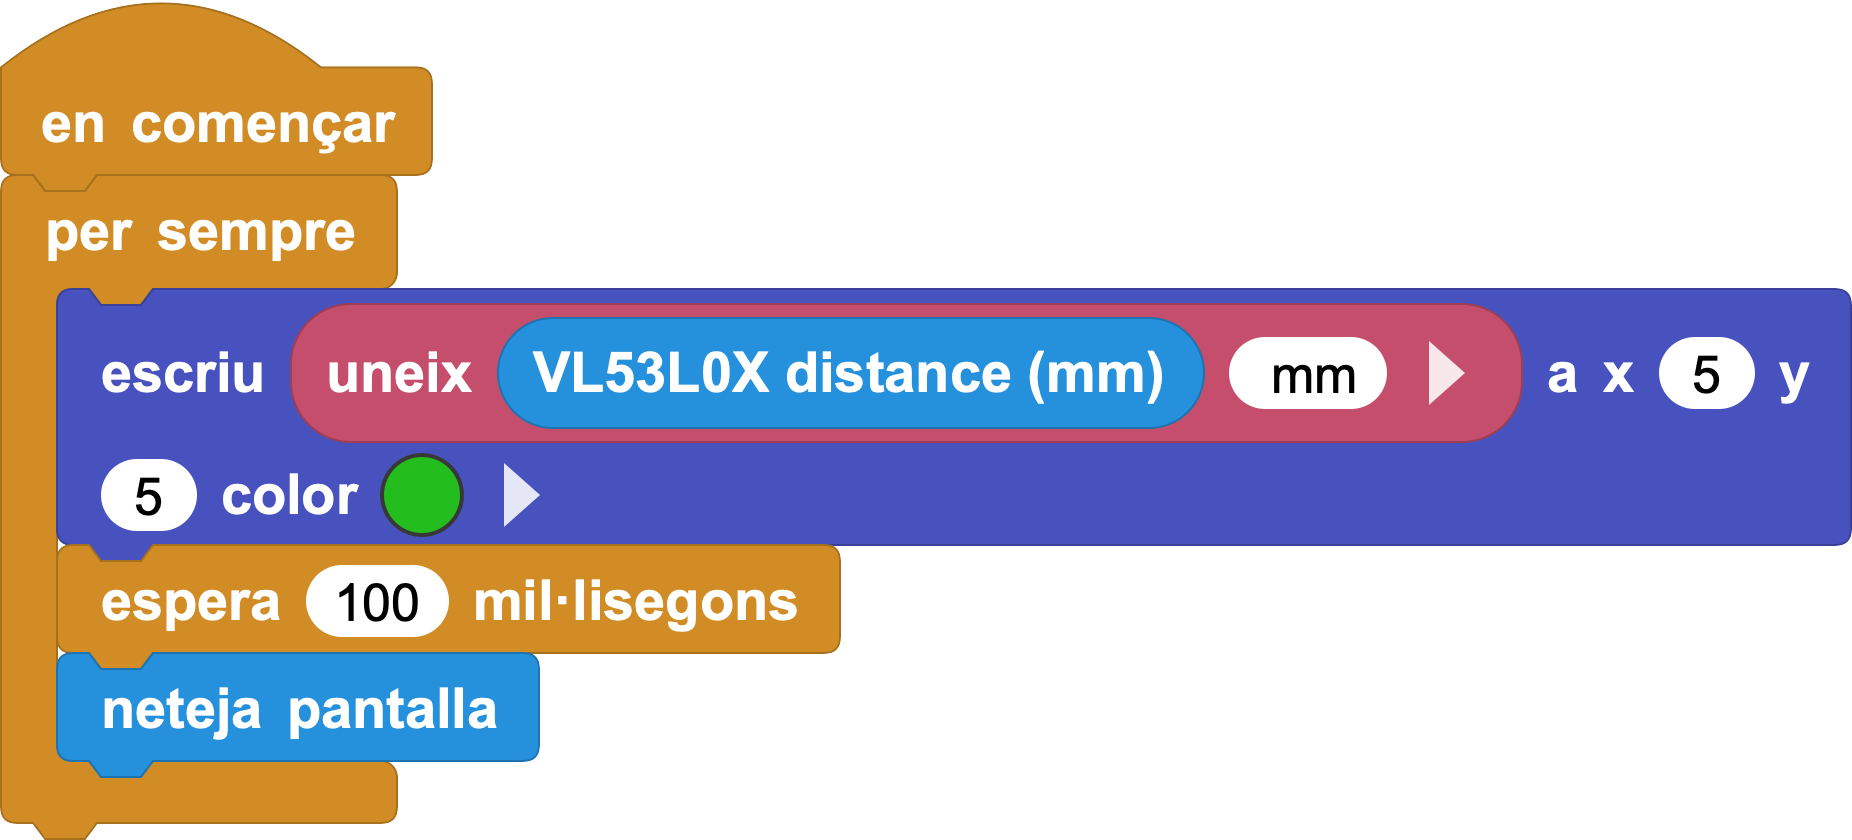 en començar
per sempre
escriu uneix VL53L0X distance (mm) mm a x 5 y
5 color
espera 100 mil·lisegons
neteja pantalla